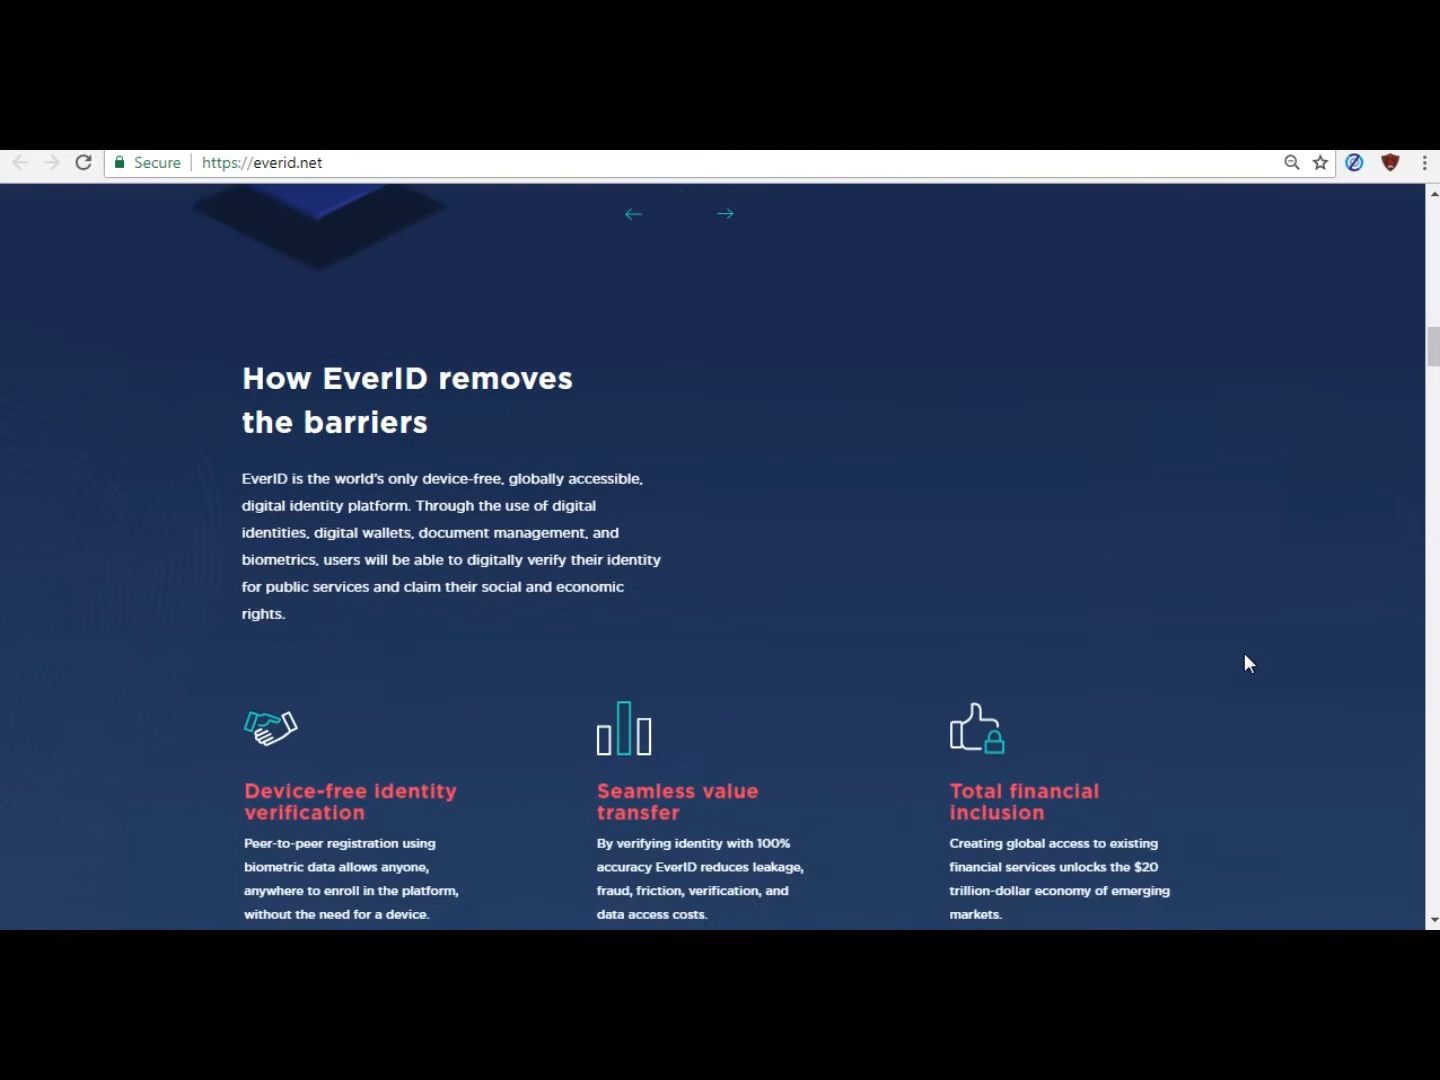 Secure https://everid.net
How EverID removes
the barriers
EverID is the world's only device-free, globally accessible,
digital identity platform. Through the use of digital
identities, digital wallets, document management, and
biometrics, users will be able to digitally verify their identity
for public services and claim their social and economic
rights.
Device-free identity
verification
Peer-to-peer registration using
biometric data allows anyone,
anywhere to enroll in the platform,
without the need for a device.
Seamless value
transfer
By verifying identity with 100%
accuracy EverID reduces leakage,
fraud, friction, verification, and
data access costs.
Total financial
inclusion
Creating global access to existing
financial services unlocks the $20
trillion-dollar economy of emerging
markets.